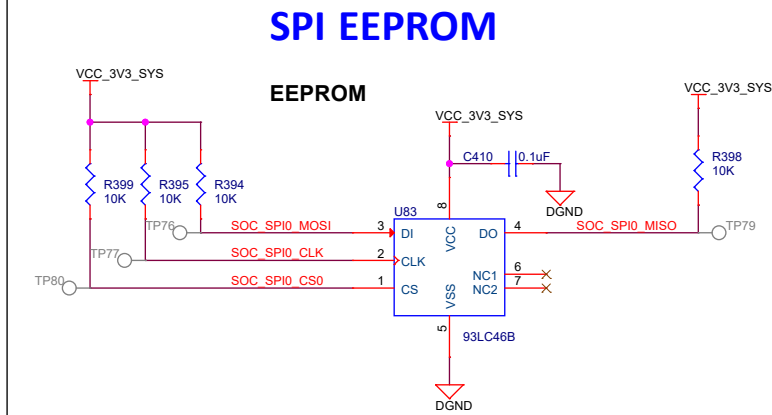 SPI EEPROM
VCC_3V3_SYS
EEPROM
VCC_3V3_SYS
VCC_3V3_SYS
C410
0.1uF
R399
10K
R395
10K
R394
10K
R398
10K
DGND
U83
TP76
SOC_SPI0_MOSI
3
DI
8
VCC
DO
4
SOC_SPI0_MISO
TP79
TP77
SOC_SPI0_CLK
2
CLK
NC1
6
TP80
SOC_SPI0_CS0
1
CS
VSS
NC2
7
5
93LC46B
DGND